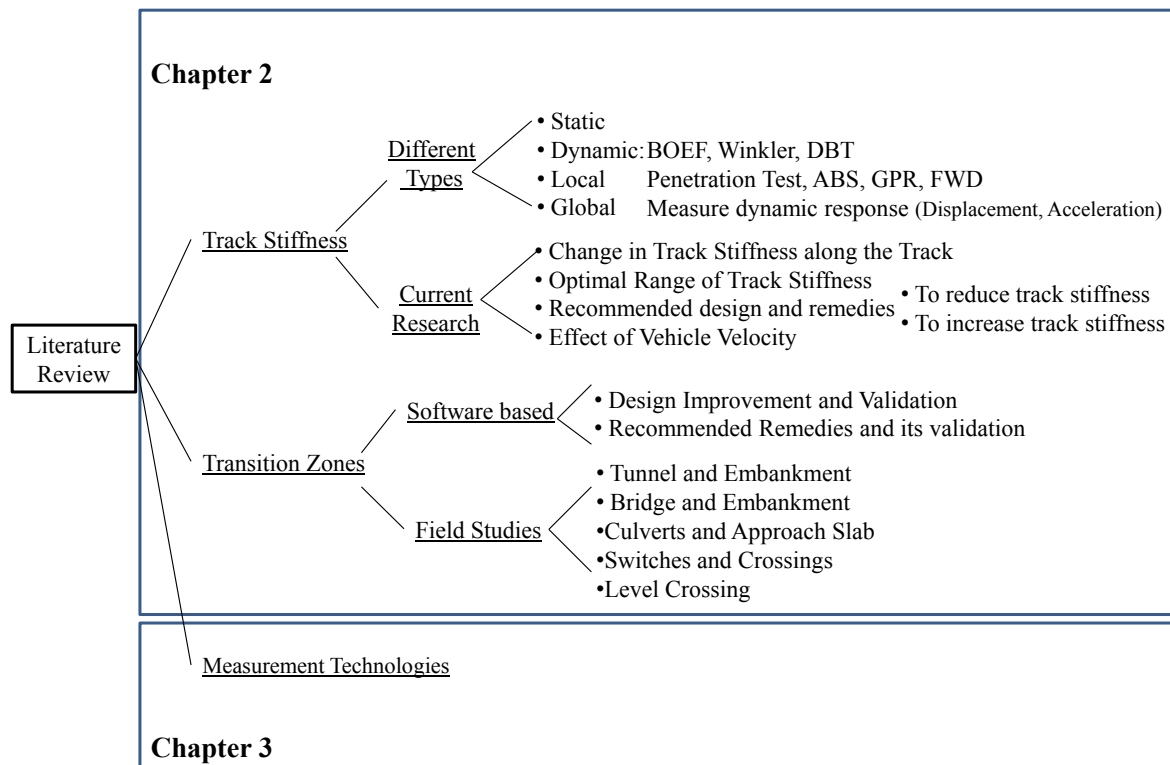 Chapter 2
Literature
Review
Track Stiffness
Different
Types
• Static
• Dynamic: BOEF, Winkler, DBT
• Local Penetration Test, ABS, GPR, FWD
• Global Measure dynamic response (Displacement, Acceleration)
Current
Research
• Change in Track Stiffness along the Track
• Optimal Range of Track Stiffness
• Recommended design and remedies
• Effect of Vehicle Velocity
• To reduce track stiffness
• To increase track stiffness
Transition Zones
Software based
• Design Improvement and Validation
• Recommended Remedies and its validation
Field Studies
• Tunnel and Embankment
• Bridge and Embankment
•Culverts and Approach Slab
•Switches and Crossings
•Level Crossing
Measurement Technologies
Chapter 3